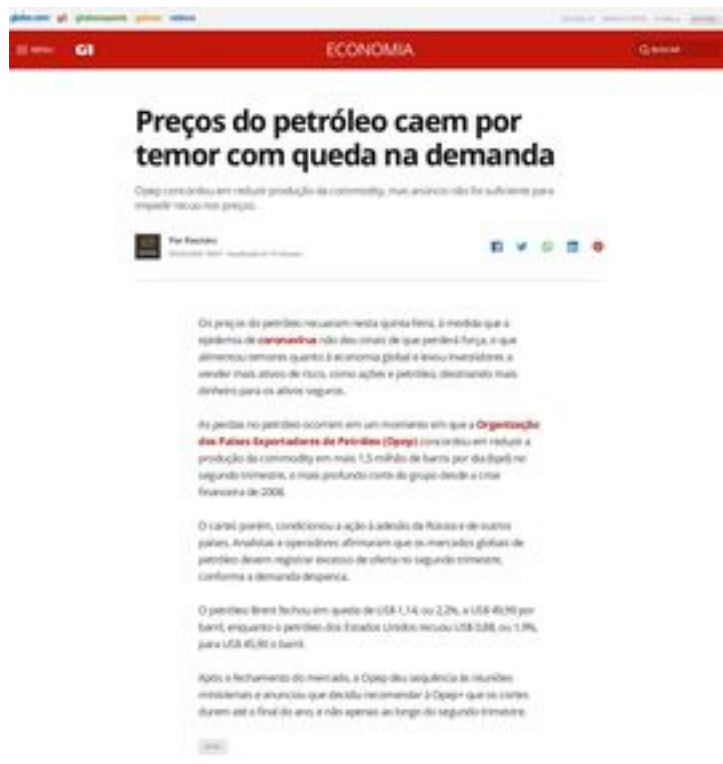 globo.com g1 globoesporte gshow vídeos
MENU G1 ECONOMIA BUSCAR
Preços do petróleo caem por
temor com queda na demanda
Opep concordou em reduzir produção da commodity, mas anúncio não foi suficiente para
impedir recuo nos preços.
Por Reuters
Os preços do petróleo recuaram nesta quinta-feira, à medida que a
epidemia de coronavírus não deu sinais de que perderá força, o que
alimentou temores quanto à economia global e levou investidores a
vender mais ativos de risco, como ações e petróleo, destinando mais
dinheiro para os ativos seguros.
As perdas no petróleo ocorrem em um momento em que a Organização
dos Países Exportadores de Petróleo (Opep) concordou em reduzir a
produção da commodity em mais 1,5 milhão de barris por dia (bpd) no
segundo trimestre, o mais profundo corte do grupo desde a crise
financeira de 2008.
O cartel, porém, condicionou a ação à adesão da Rússia e de outros
países. Analistas e operadores afirmaram que os mercados globais de
petróleo devem registrar excesso de oferta no segundo trimestre,
conforme a demanda despenca.
O petróleo Brent fechou em queda de US$ 1,14, ou 2,2%, a US$ 49,99 por
barril, enquanto o petróleo dos Estados Unidos recuou US$ 0,88, ou 1,9%,
para US$ 45,90 o barril.
Após o fechamento do mercado, a Opep deu sequência às reuniões
ministeriais e anunciou que decidiu recomendar à Opep+ que os cortes
durem até o final do ano, e não apenas ao longo do segundo trimestre.